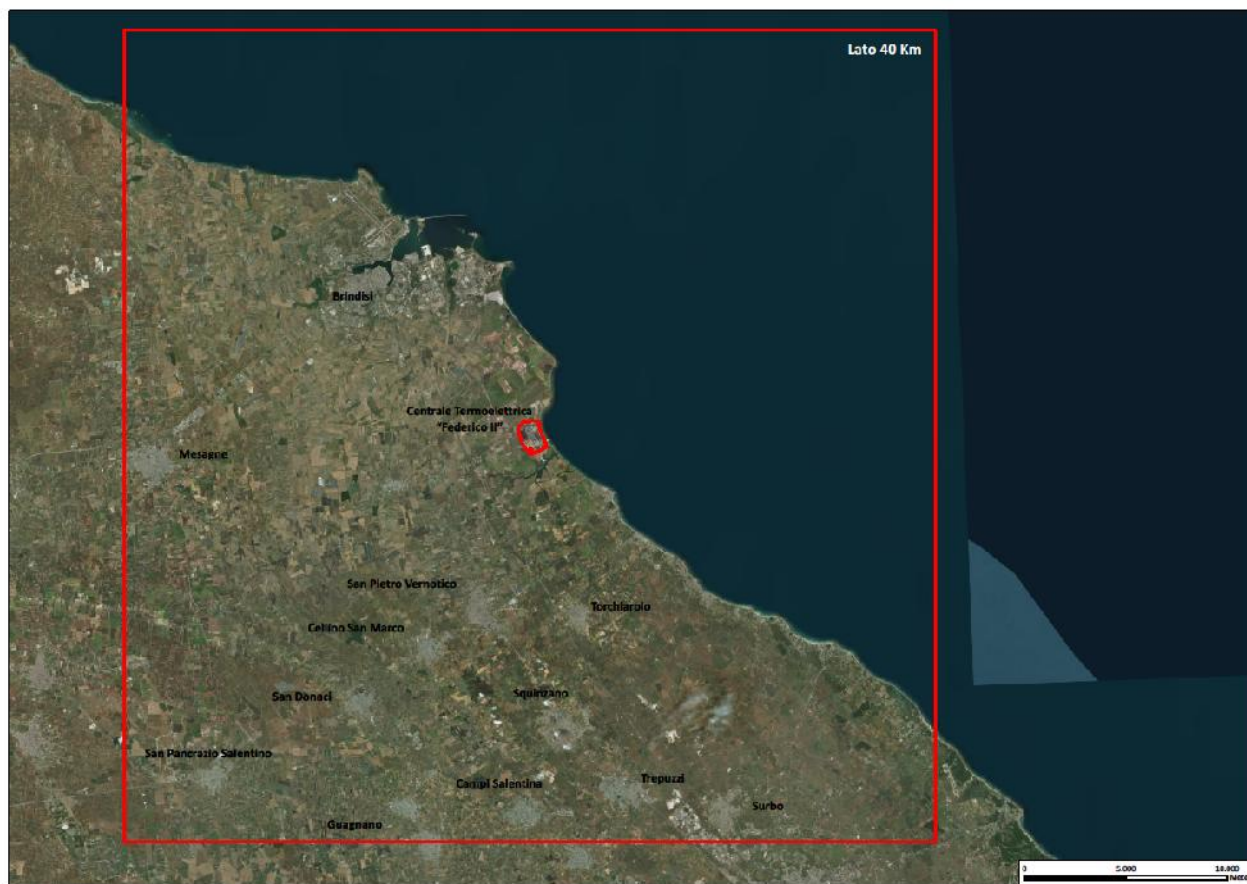 Lato 40 Km
Brindisi
Centrale Termoelettrica
"Federico II"
Mesagne
San Pietro Vernotico
Torchiarolo
Cellino San Marco
San Donaci
Squinzano
San Pancrazio Salentino
Campi Salentina
Trepuzzi
Surbo
Guagnano
0 5.000 10.000